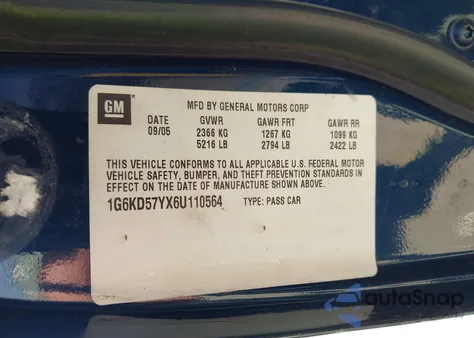 GM
MFD BY GENERAL MOTORS CORP
DATE GVWR GAWR FRT GAWR RR
09/05 2366 KG 1267 KG 1099 KG
5216 LB 2794 LB 2422 LB
THIS VEHICLE CONFORMS TO ALL APPLICABLE U.S. FEDERAL MOTOR
VEHICLE SAFETY, BUMPER, AND THEFT PREVENTION STANDARDS IN
EFFECT ON THE DATE OF MANUFACTURE SHOWN ABOVE.
1G6KD57YX6U110564 TYPE: PASS CAR
autoSnap